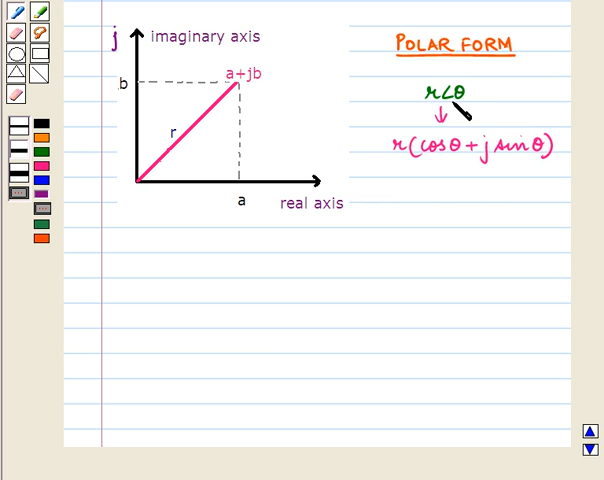 j imaginary axis
POLAR FORM
a+jb
b
r∠θ
r
r(cosθ+j sinθ)
a
real axis